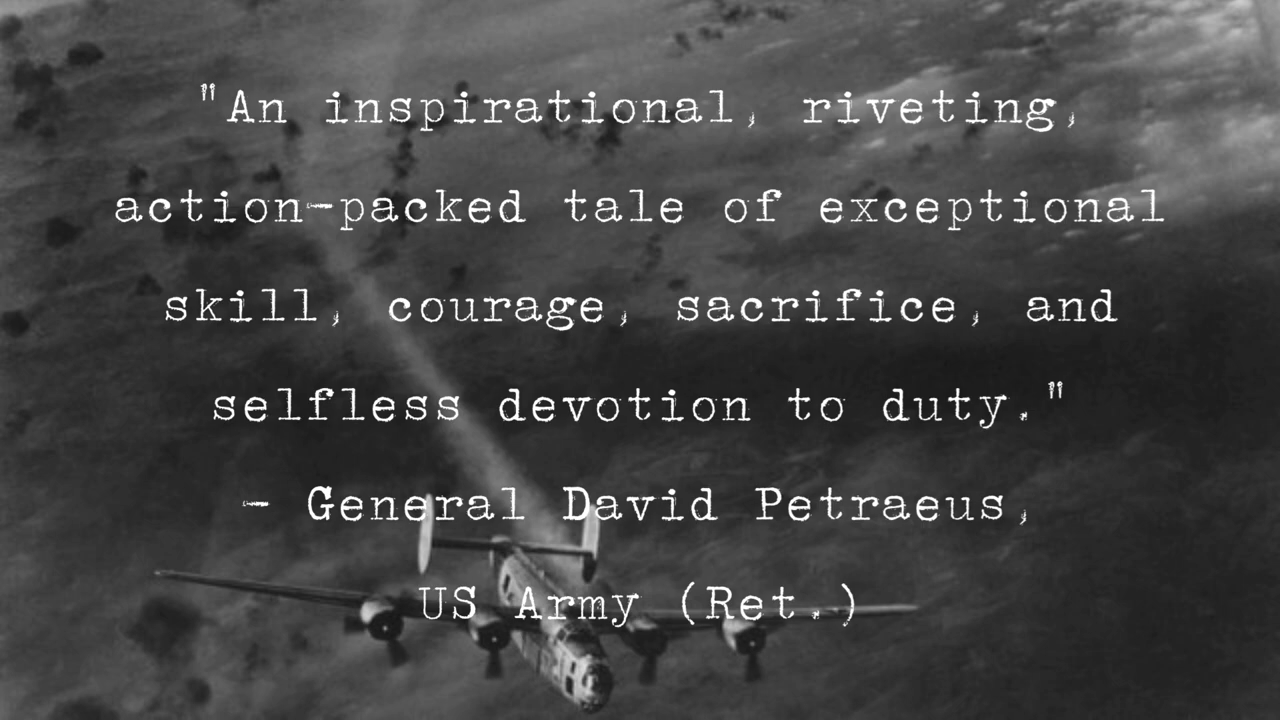 "An inspirational, riveting,
action-packed tale of exceptional
skill, courage, sacrifice, and
selfless devotion to duty."
- General David Petraeus,
US Army (Ret.)